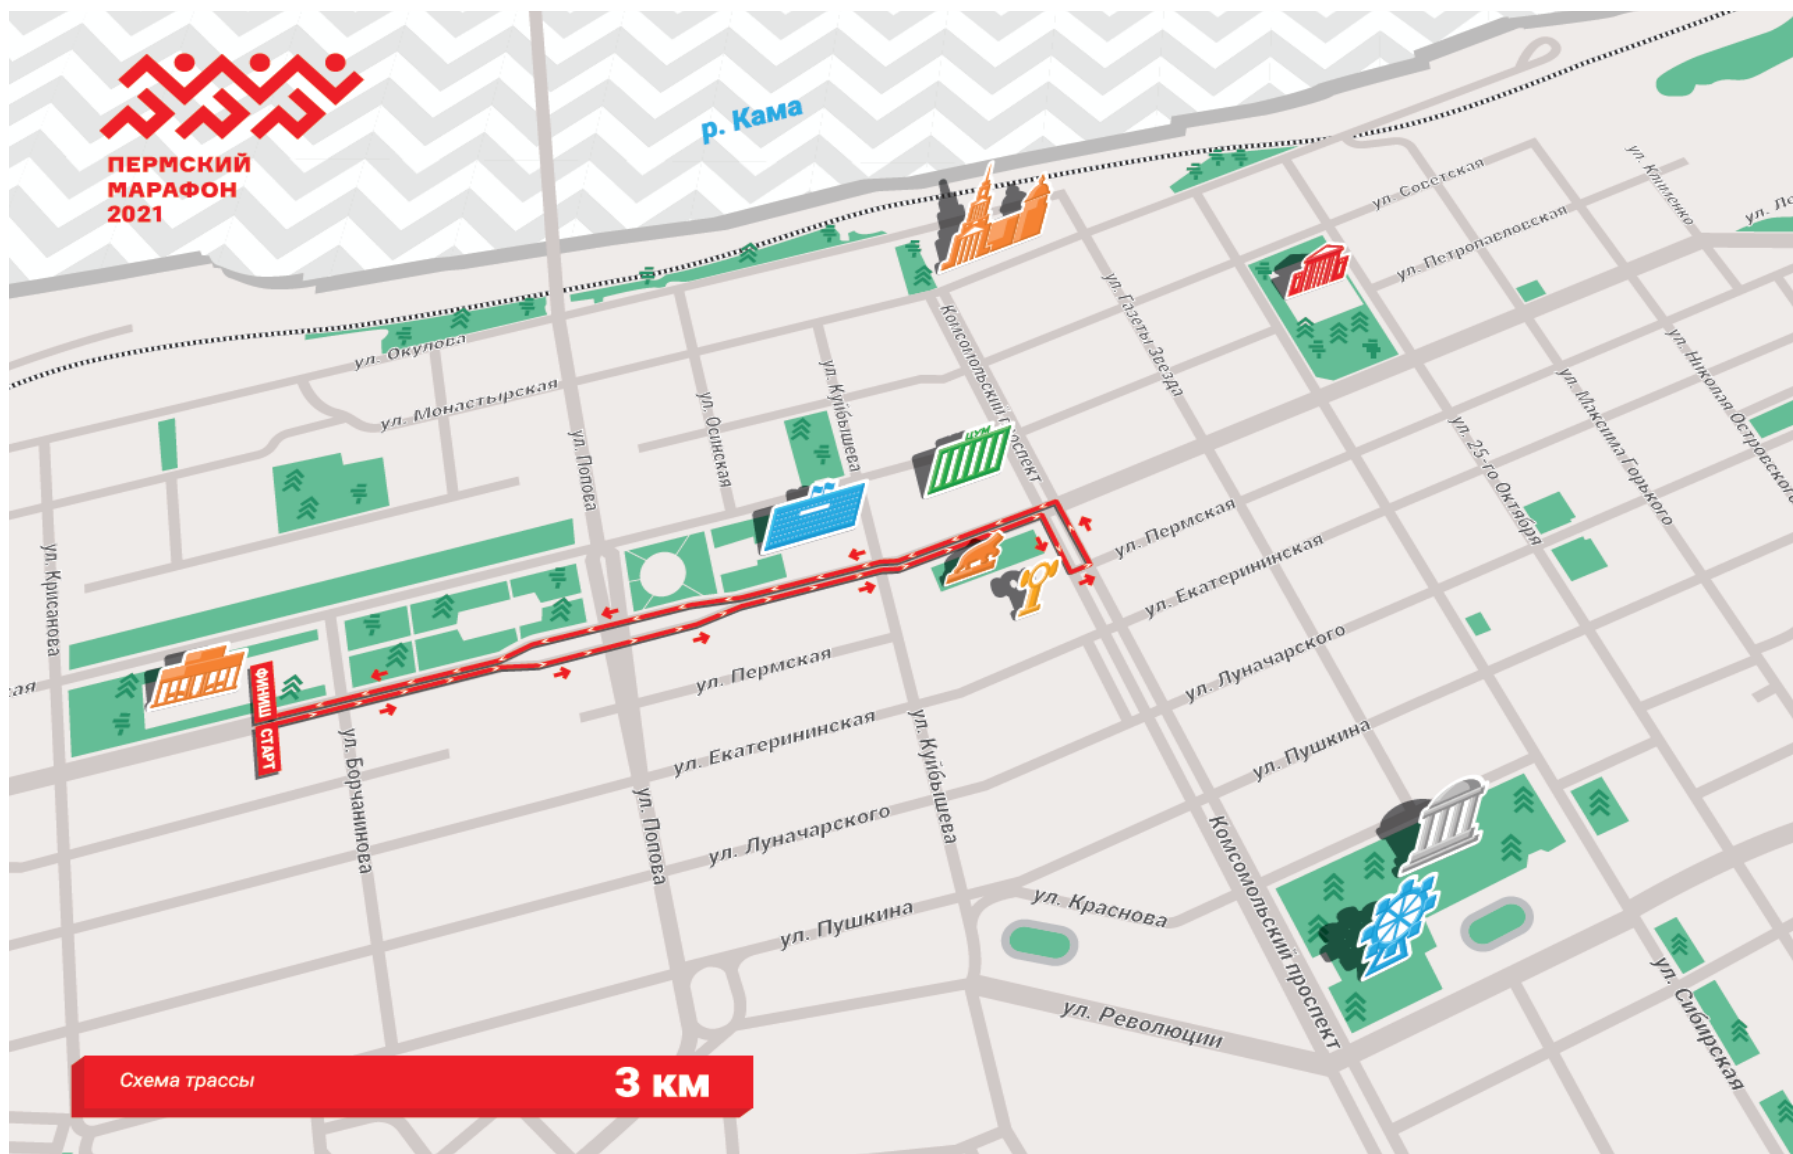 ПЕРМСКИЙ
МАРАФОН
2021
р. Кама
ул. Советская
ул. Клименко
ул. Петропавловская
ул. Окулова
ул. Монастырская
ул. Попова
ул. Осинская
ул. Куйбышева
Комсомольский проспект
ул. Газеты Звезда
ул. 25-го Октября
ул. Максима Горького
ул. Николая Островского
ЦУМ
ул. Крисанова
ул. Пермская
ул. Екатерининская
ул. Луначарского
ул. Пушкина
ФИНИШ
СТАРТ
ул. Борчанинова
ул. Пермская
ул. Екатерининская
ул. Попова
ул. Куйбышева
ул. Луначарского
ул. Пушкина
ул. Краснова
Комсомольский проспект
ул. Революции
ул. Сибирская
Схема трассы
3 км